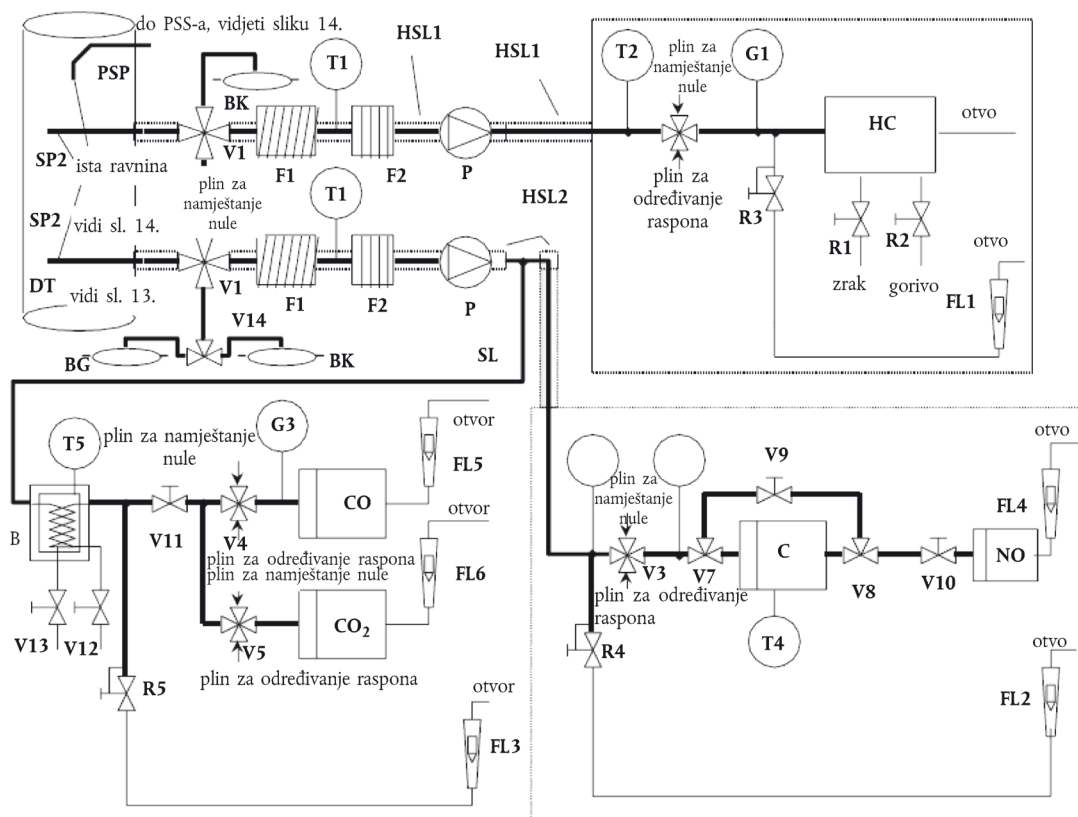 do PSS-a, vidjeti sliku 14.
PSP
BK
V1
F1
T1
F2
HSL1
P
HSL1
SP2
ista ravnina
plin za
namještanje
nule
T2
plin za
namještanje
nule
G1
HC
otvo
plin za
određivanje
raspona
R3
R1
R2
zrak
gorivo
otvo
FL1
SP2
vidi sl. 14.
DT
vidi sl. 13.
V1
F1
T1
F2
P
HSL2
V14
BG
BK
SL
T5
plin za namještanje
nule
G3
otvor
FL5
CO
B
V11
V4
plin za određivanje raspona
plin za namještanje nule
otvor
FL6
CO2
V5
plin za određivanje raspona
V13
V12
R5
otvor
FL3
plin za
namještanje
nule
V9
otvo
FL4
C
NO
V3
V7
V8
V10
plin za određivanje
raspona
R4
T4
otvo
FL2